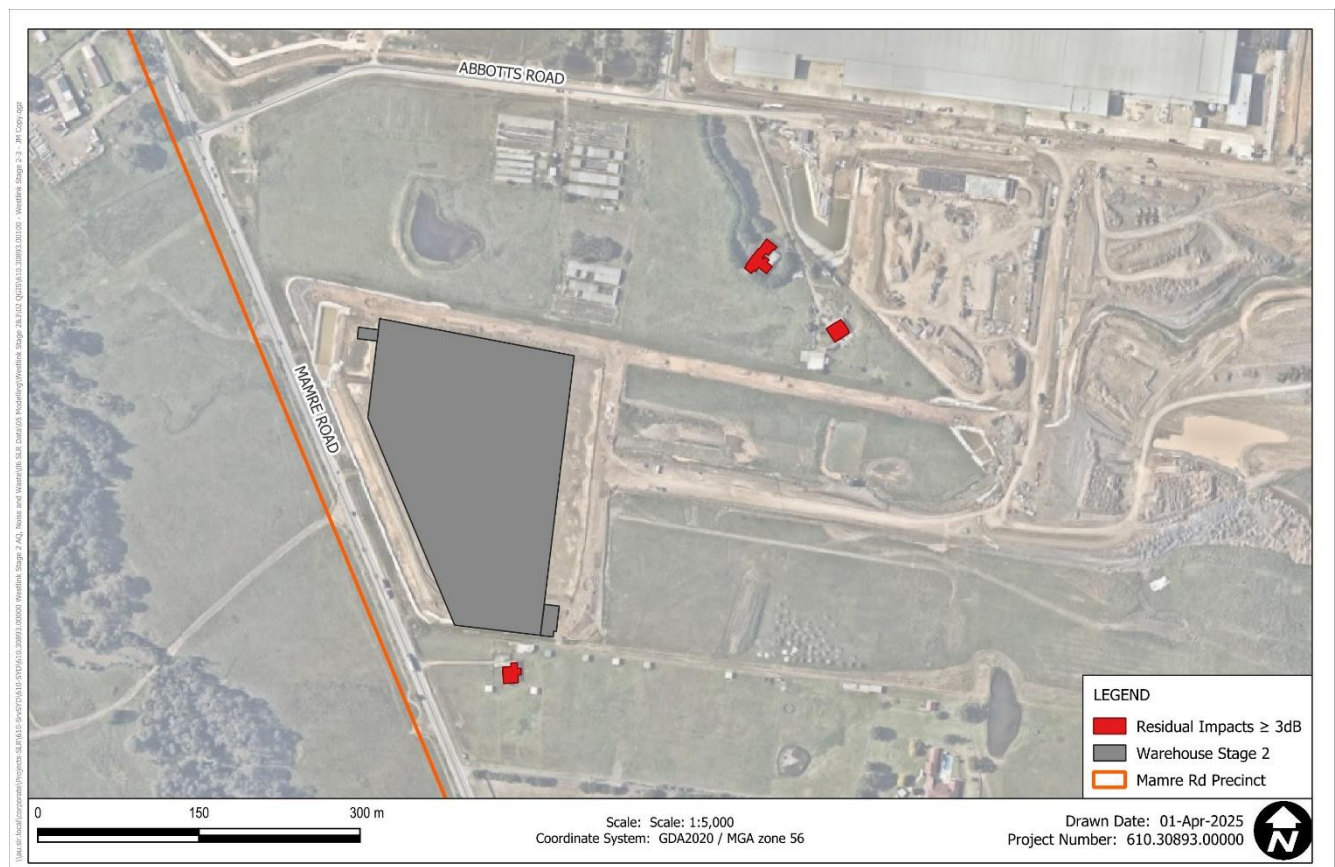 ABBOTTS ROAD
MAMRE ROAD
LEGEND
Residual Impacts ≥ 3dB
Warehouse Stage 2
Mamre Rd Precinct
0 150 300 m
Scale: Scale: 1:5,000
Coordinate System: GDA2020 / MGA zone 56
Drawn Date: 01-Apr-2025
Project Number: 610.30893.00000
N